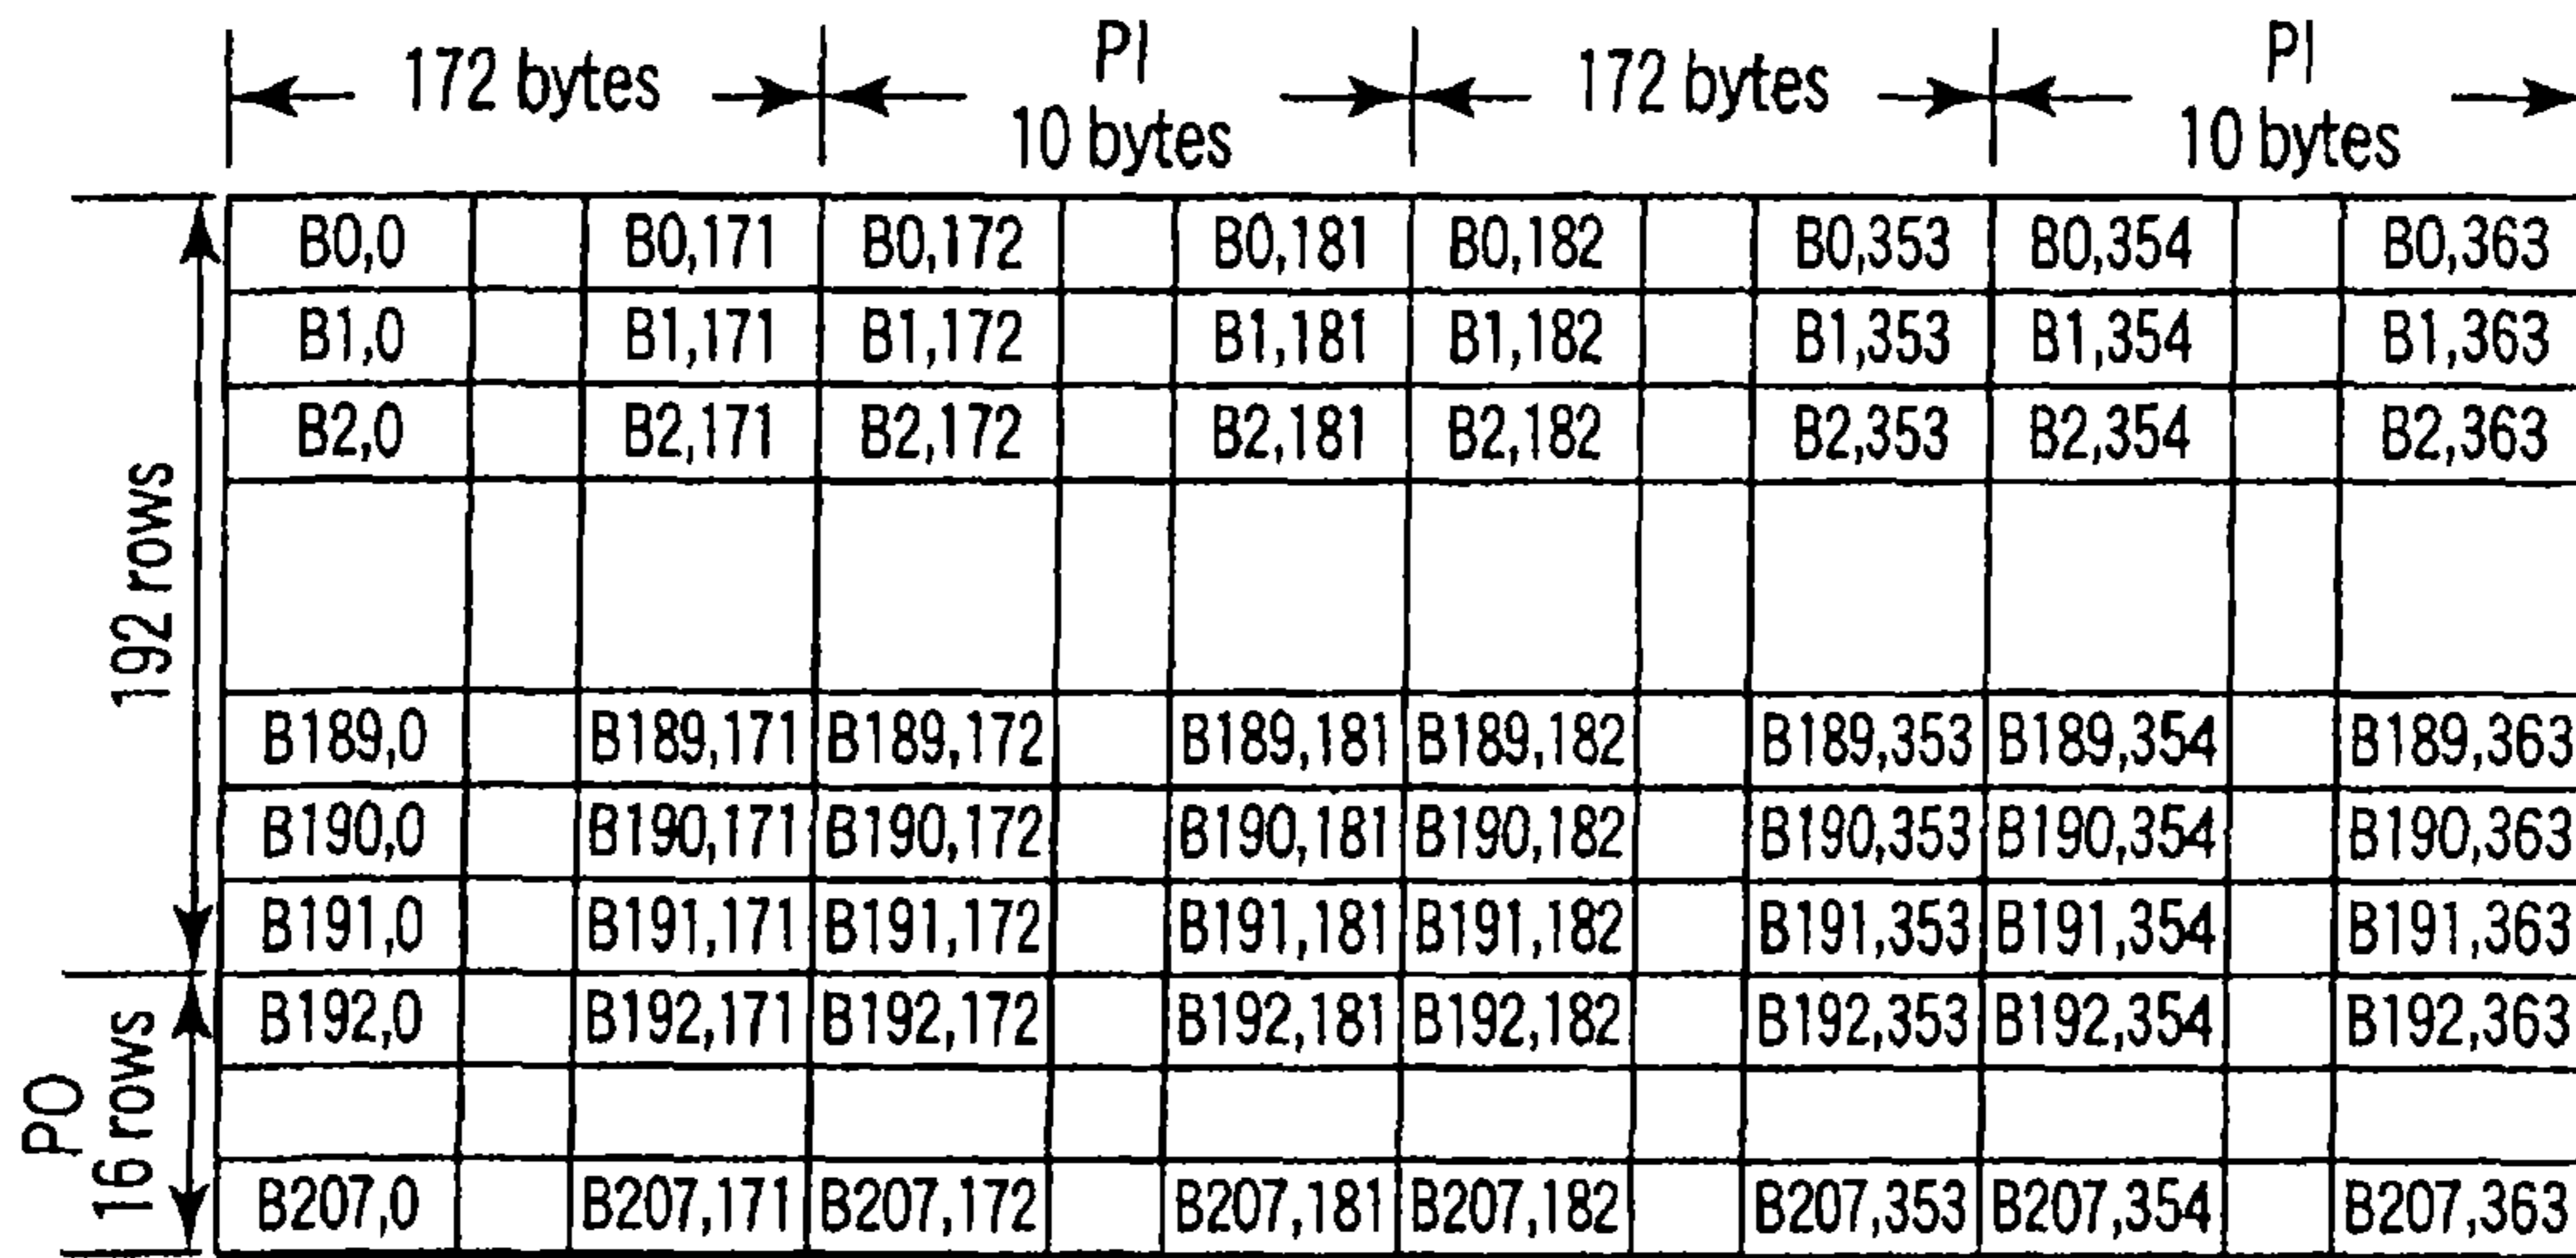 172 bytes PI 10 bytes 172 bytes PI 10 bytes
B0,0 B0,171 B0,172 B0,181 B0,182 B0,353 B0,354 B0,363
B1,0 B1,171 B1,172 B1,181 B1,182 B1,353 B1,354 B1,363
B2,0 B2,171 B2,172 B2,181 B2,182 B2,353 B2,354 B2,363
192 rows
B189,0 B189,171 B189,172 B189,181 B189,182 B189,353 B189,354 B189,363
B190,0 B190,171 B190,172 B190,181 B190,182 B190,353 B190,354 B190,363
B191,0 B191,171 B191,172 B191,181 B191,182 B191,353 B191,354 B191,363
B192,0 B192,171 B192,172 B192,181 B192,182 B192,353 B192,354 B192,363
PO
16 rows
B207,0 B207,171 B207,172 B207,181 B207,182 B207,353 B207,354 B207,363